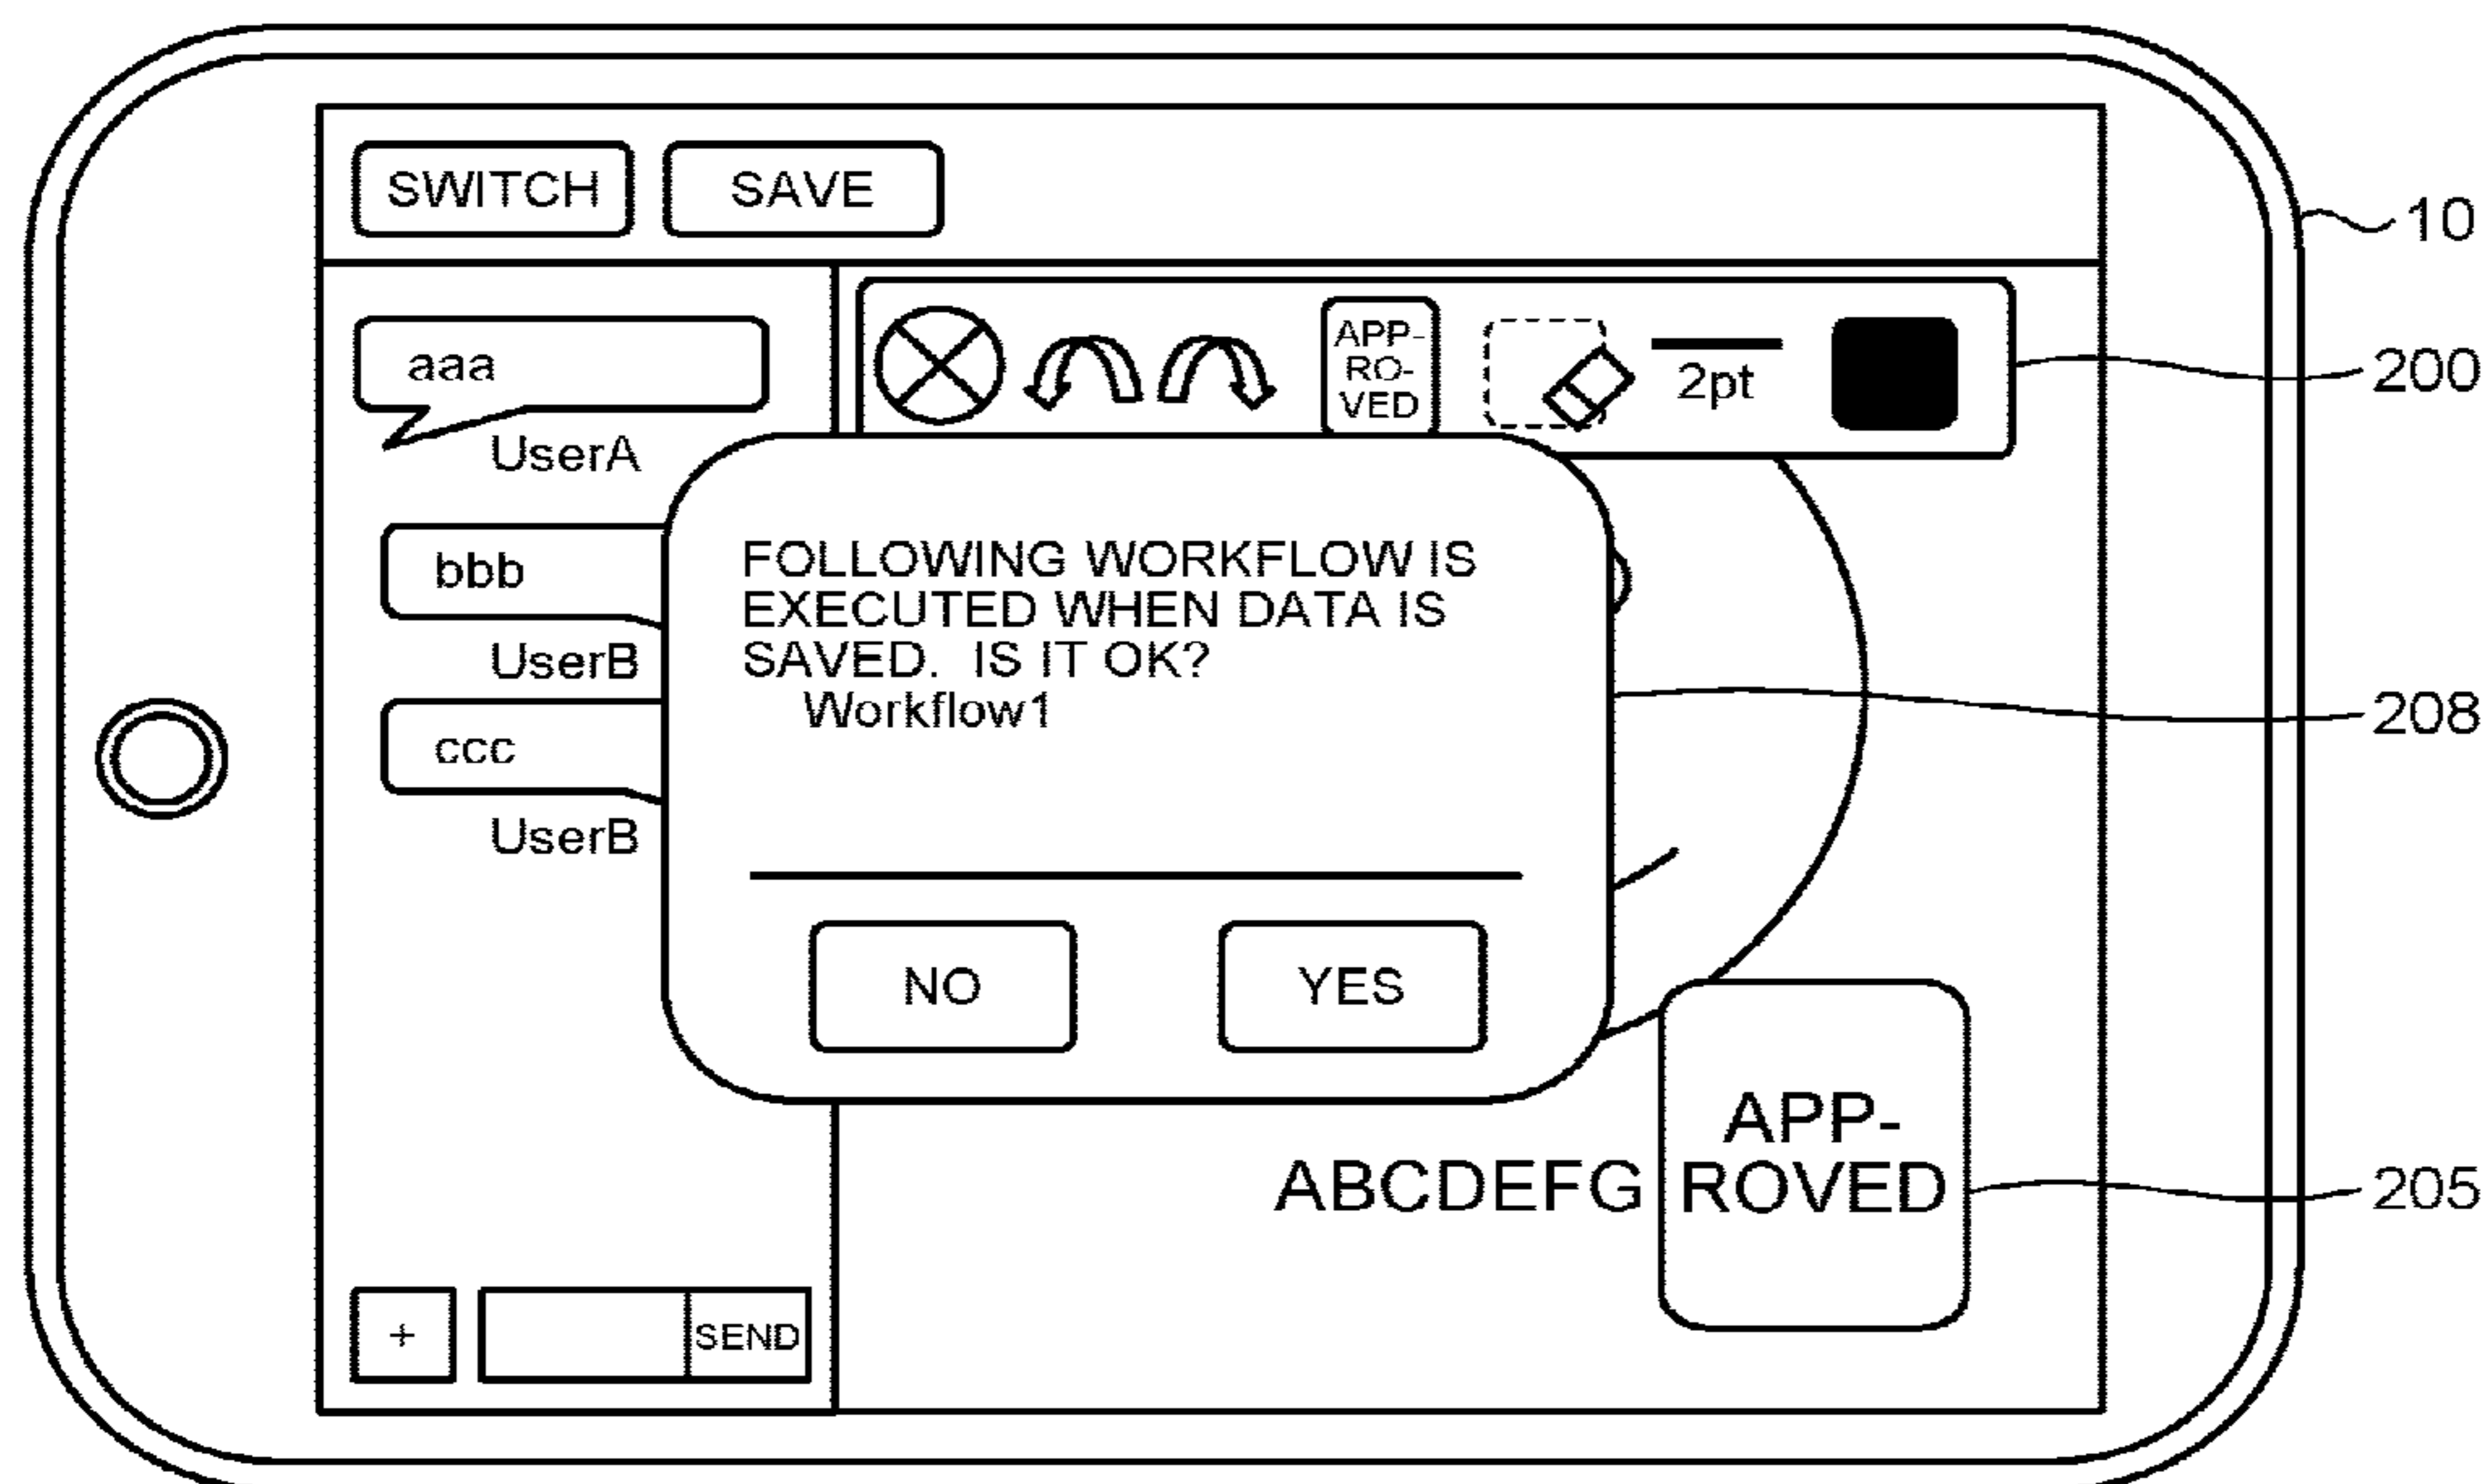 SWITCH
SAVE
10
aaa
UserA
APP-
RO-
VED
2pt
200
bbb
UserB
ccc
UserB
FOLLOWING WORKFLOW IS
EXECUTED WHEN DATA IS
SAVED. IS IT OK?
Workflow1
208
NO
YES
ABCDEFG
APP-
ROVED
205
+
SEND